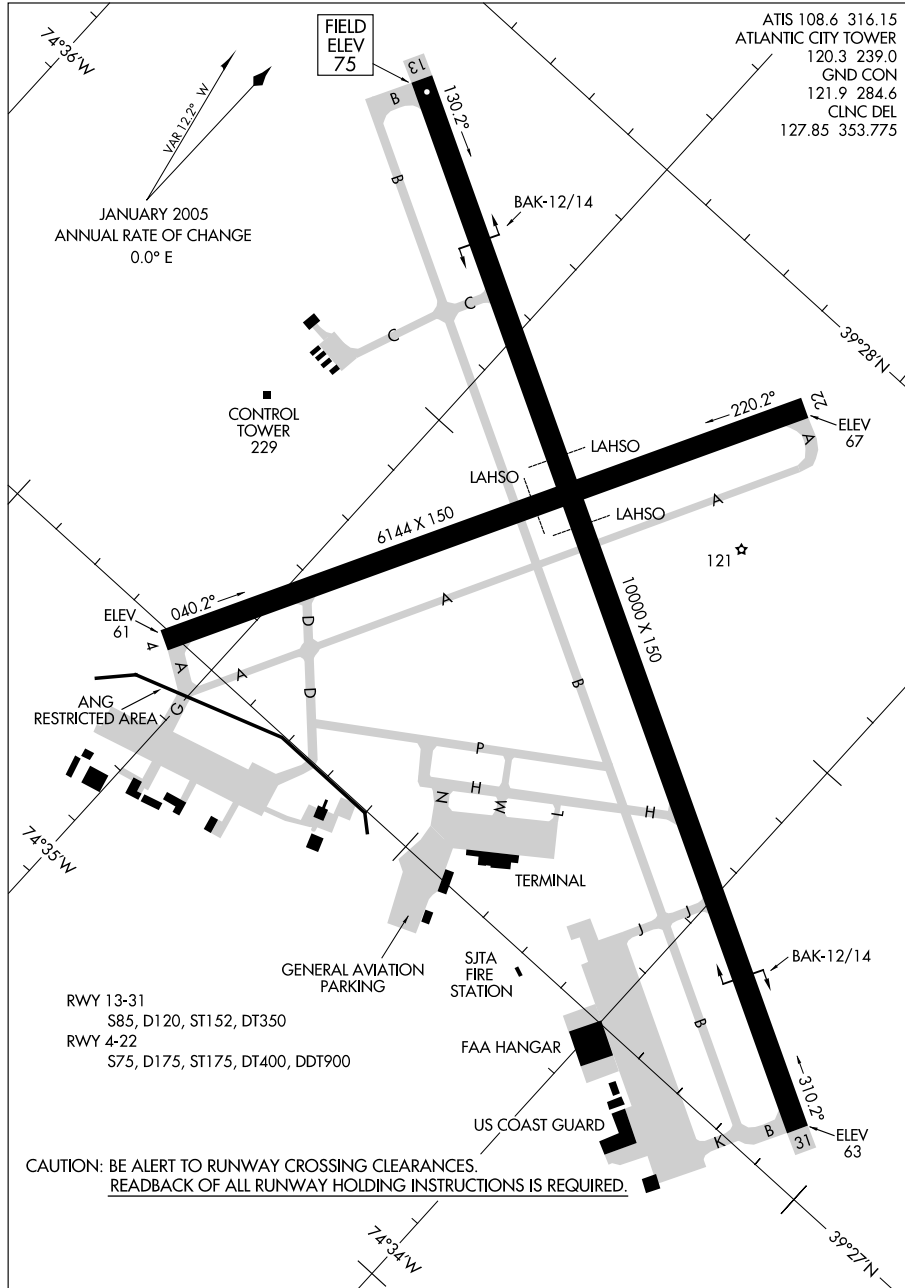 ATIS 108.6 316.15
ATLANTIC CITY TOWER
120.3 239.0
GND CON
121.9 284.6
CLNC DEL
127.85 353.775
FIELD
ELEV
75
74°36'W
VAR 12.2° W
JANUARY 2005
ANNUAL RATE OF CHANGE
0.0° E
13
B
130.2°
B
BAK-12/14
C
C
39°28'N
CONTROL
TOWER
229
220.2°
22
ELEV
67
A
LAHSO
LAHSO
LAHSO
A
6144 X 150
121
10000 X 150
040.2°
ELEV
61
4
A
A
A
D
D
G
B
ANG
RESTRICTED AREA
P
H
H
N
M
L
74°35'W
TERMINAL
GENERAL AVIATION
PARKING
SJTA
FIRE
STATION
J
J
BAK-12/14
RWY 13-31
S85, D120, ST152, DT350
RWY 4-22
S75, D175, ST175, DT400, DDT900
FAA HANGAR
B
310.2°
US COAST GUARD
K
B
31
ELEV
63
CAUTION: BE ALERT TO RUNWAY CROSSING CLEARANCES.
READBACK OF ALL RUNWAY HOLDING INSTRUCTIONS IS REQUIRED.
74°34'W
39°27'N